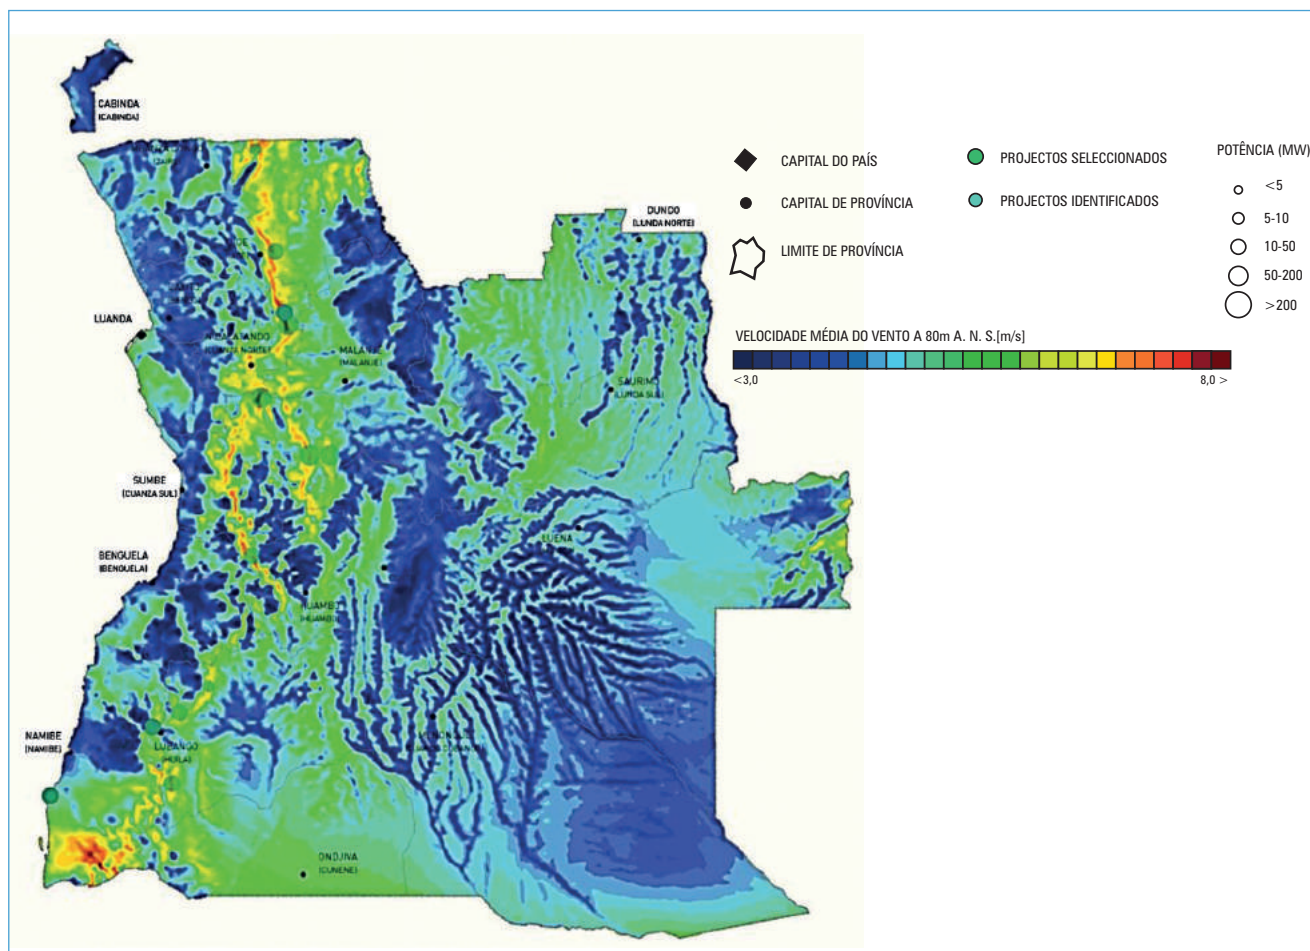 CABINDA
(CABINDA)
DUNDO
(LUNDA NORTE)
LUANDA
MALANJE
(MALANJE)
(CUANZA NORTE)
SAURIMO
(LUNDA SUL)
SUMBE
(CUANZA SUL)
LUENA
BENGUELA
(BENGUELA)
HUAMBO
(HUAMBO)
NAMIBE
(NAMIBE)
LUBANGO
(HUÍLA)
ONDJIVA
(CUNENE)
CAPITAL DO PAÍS
CAPITAL DE PROVÍNCIA
LIMITE DE PROVÍNCIA
PROJECTOS SELECCIONADOS
PROJECTOS IDENTIFICADOS
POTÊNCIA (MW)
<5
5-10
10-50
50-200
>200
VELOCIDADE MÉDIA DO VENTO A 80m A. N. S.[m/s]
<3,0
8,0 >